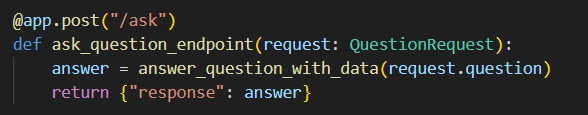 @app.post("/ask")
def ask_question_endpoint(request: QuestionRequest):
    answer = answer_question_with_data(request.question)
    return {"response": answer}